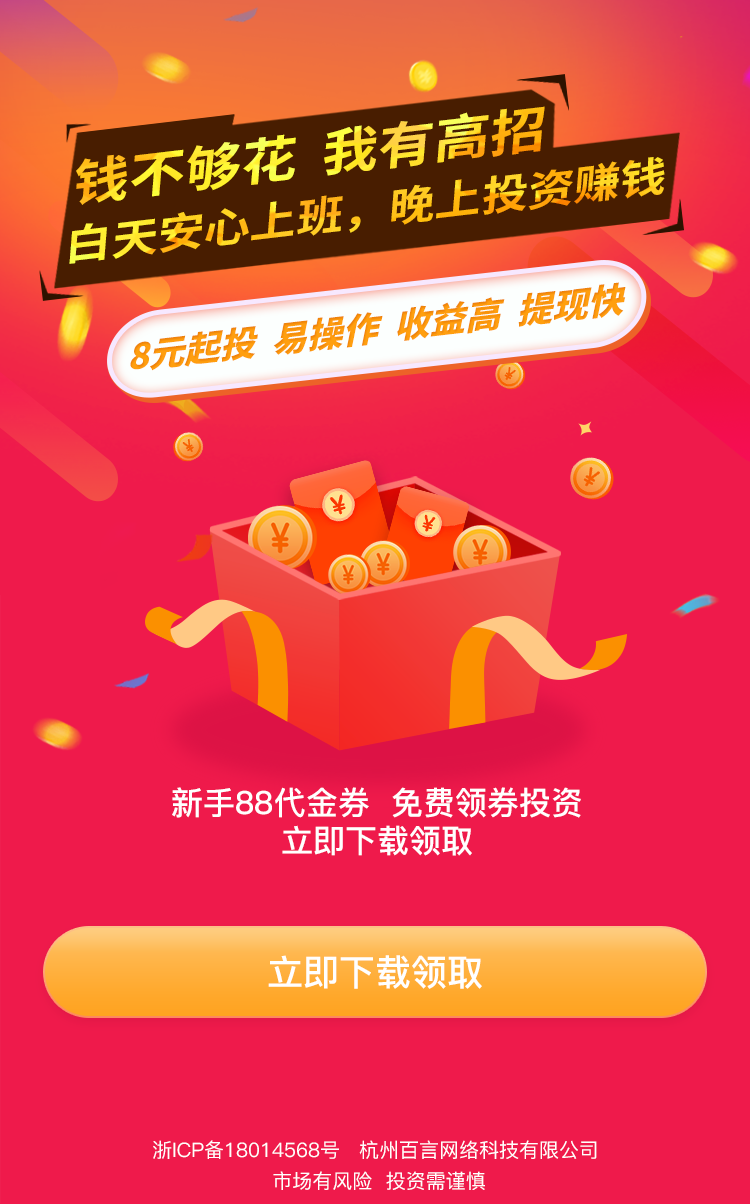 钱不够花 我有高招
白天安心上班，晚上投资赚钱
8元起投 易操作 收益高 提现快
新手88代金券 免费领券投资
立即下载领取
立即下载领取
浙ICP备18014568号 杭州百言网络科技有限公司
市场有风险 投资需谨慎